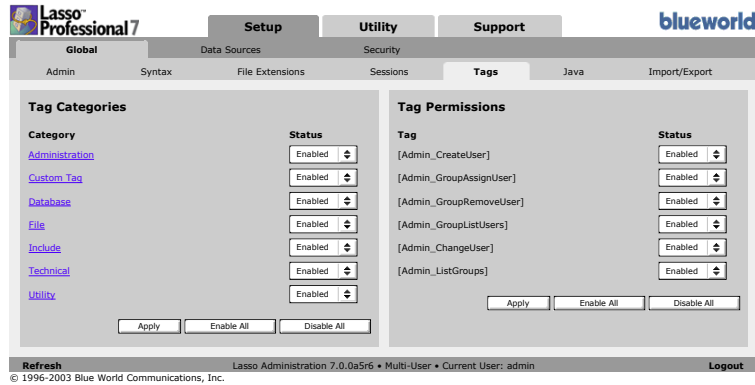 Lasso™
Professional 7
Setup
Utility
Support
blueworld
Global
Data Sources
Security
Admin
Syntax
File Extensions
Sessions
Tags
Java
Import/Export
Tag Categories
Category Status
Administration Enabled
Custom Tag Enabled
Database Enabled
File Enabled
Include Enabled
Technical Enabled
Utility Enabled
Apply Enable All Disable All
Tag Permissions
Tag Status
[Admin_CreateUser] Enabled
[Admin_GroupAssignUser] Enabled
[Admin_GroupRemoveUser] Enabled
[Admin_GroupListUsers] Enabled
[Admin_ChangeUser] Enabled
[Admin_ListGroups] Enabled
Apply Enable All Disable All
Refresh Lasso Administration 7.0.0a5r6 • Multi-User • Current User: admin Logout
© 1996-2003 Blue World Communications, Inc.